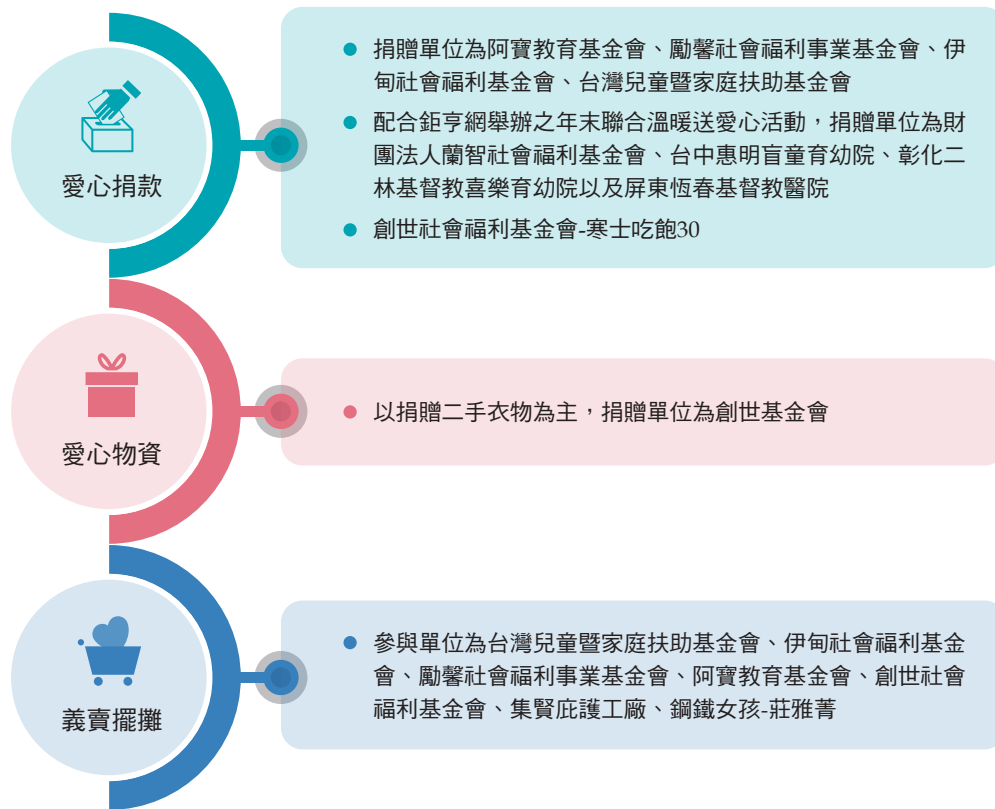 愛心捐款
捐贈單位為阿寶教育基金會、勵馨社會福利事業基金會、伊
甸社會福利基金會、台灣兒童暨家庭扶助基金會
配合鉅亨網舉辦之年末聯合溫暖送愛心活動，捐贈單位為財
團法人蘭智社會福利基金會、台中惠明盲童育幼院、彰化二
林基督教喜樂育幼院以及屏東恆春基督教醫院
創世社會福利基金會-寒士吃飽30
愛心物資
以捐贈二手衣物為主，捐贈單位為創世基金會
義賣擺攤
參與單位為台灣兒童暨家庭扶助基金會、伊甸社會福利基金
會、勵馨社會福利事業基金會、阿寶教育基金會、創世社會
福利基金會、集賢庇護工廠、鋼鐵女孩-莊雅菁